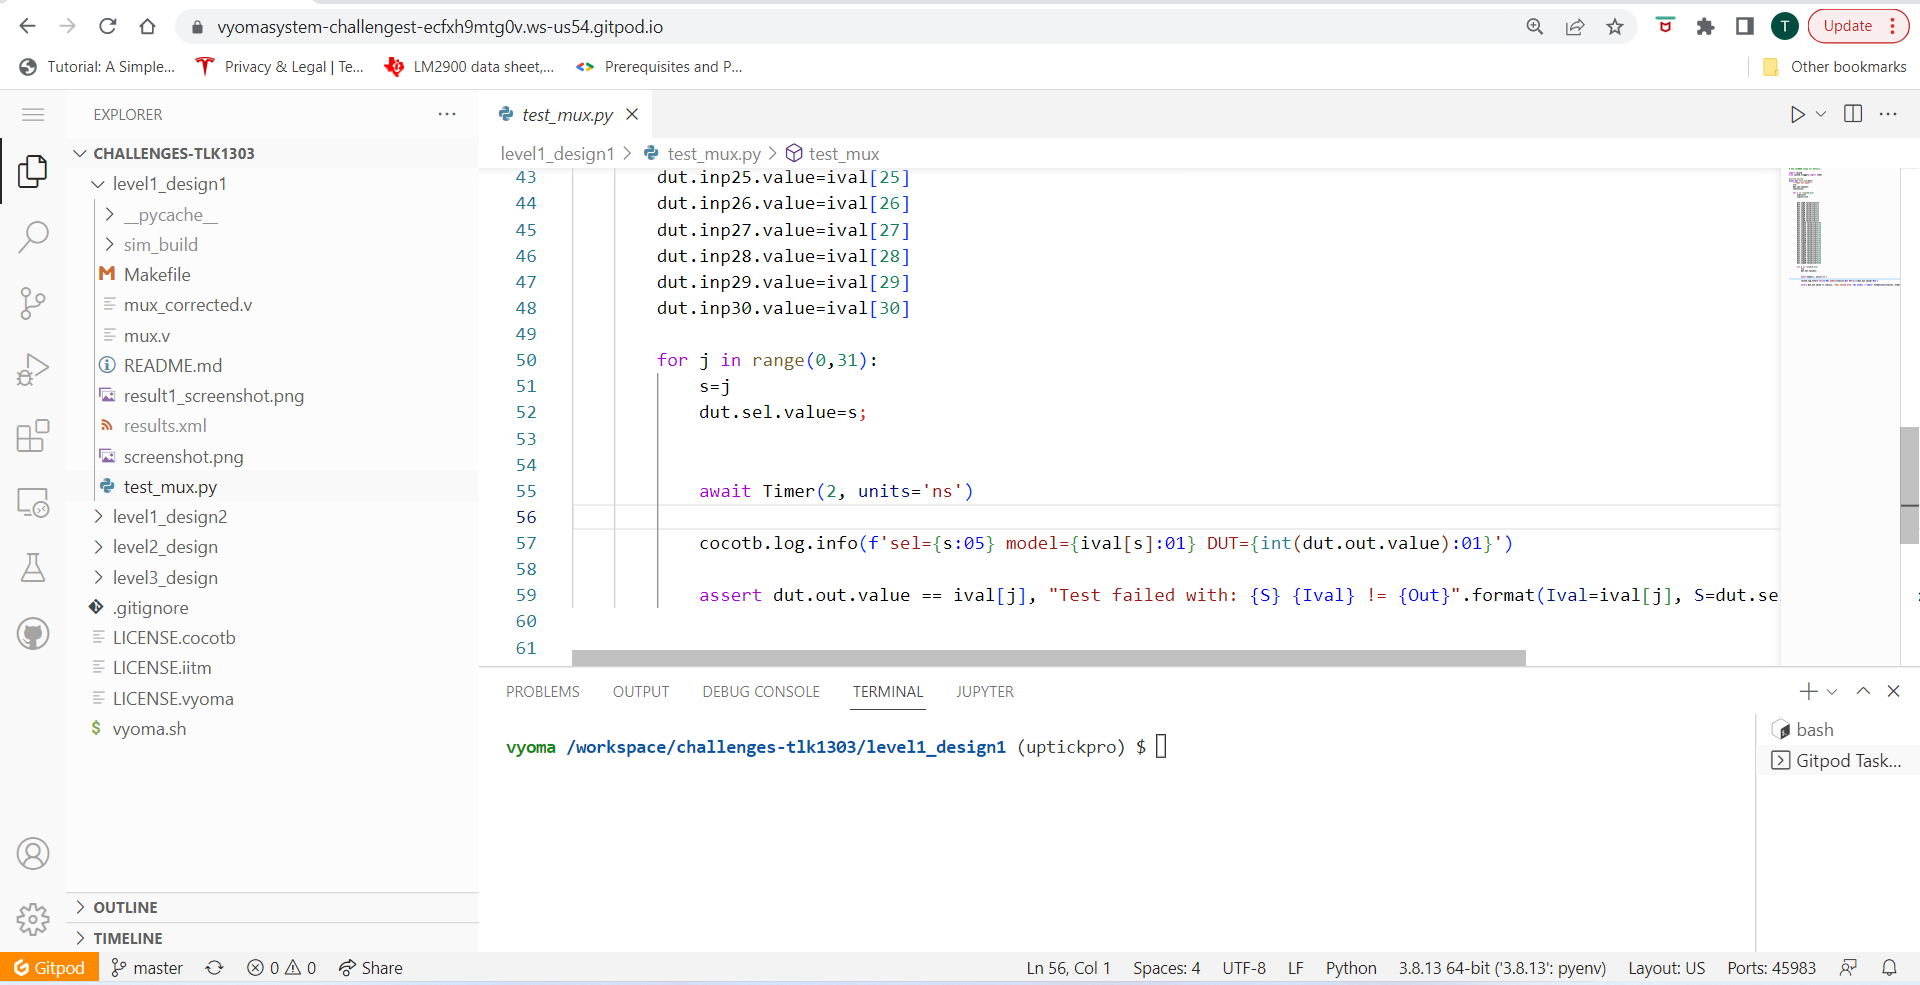 vyomasystem-challengest-ecfxh9mtg0v.ws-us54.gitpod.io
T
Update
Tutorial: A Simple...
Privacy & Legal | Te...
LM2900 data sheet,...
Prerequisites and P...
Other bookmarks
EXPLORER
CHALLENGES-TLK1303
level1_design1
__pycache__
sim_build
Makefile
mux_corrected.v
mux.v
README.md
result1_screenshot.png
results.xml
screenshot.png
test_mux.py
level1_design2
level2_design
level3_design
.gitignore
LICENSE.cocotb
LICENSE.iitm
LICENSE.vyoma
vyoma.sh
OUTLINE
TIMELINE
test_mux.py
level1_design1 > test_mux.py > test_mux
43 dut.inp25.value=ival[25]
44 dut.inp26.value=ival[26]
45 dut.inp27.value=ival[27]
46 dut.inp28.value=ival[28]
47 dut.inp29.value=ival[29]
48 dut.inp30.value=ival[30]
49
50 for j in range(0,31):
51 s=j
52 dut.sel.value=s;
53
54
55 await Timer(2, units='ns')
56
57 cocotb.log.info(f'sel={s:05} model={ival[s]:01} DUT={int(dut.out.value):01}')
58
59 assert dut.out.value == ival[j], "Test failed with: {S} {Ival} != {Out}".format(Ival=ival[j], S=dut.se
60
61
PROBLEMS OUTPUT DEBUG CONSOLE TERMINAL JUPYTER
vyoma /workspace/challenges-tlk1303/level1_design1 (uptickpro) $
bash
Gitpod Task...
Gitpod master 0 0 Share Ln 56, Col 1 Spaces: 4 UTF-8 LF Python 3.8.13 64-bit ('3.8.13': pyenv) Layout: US Ports: 45983